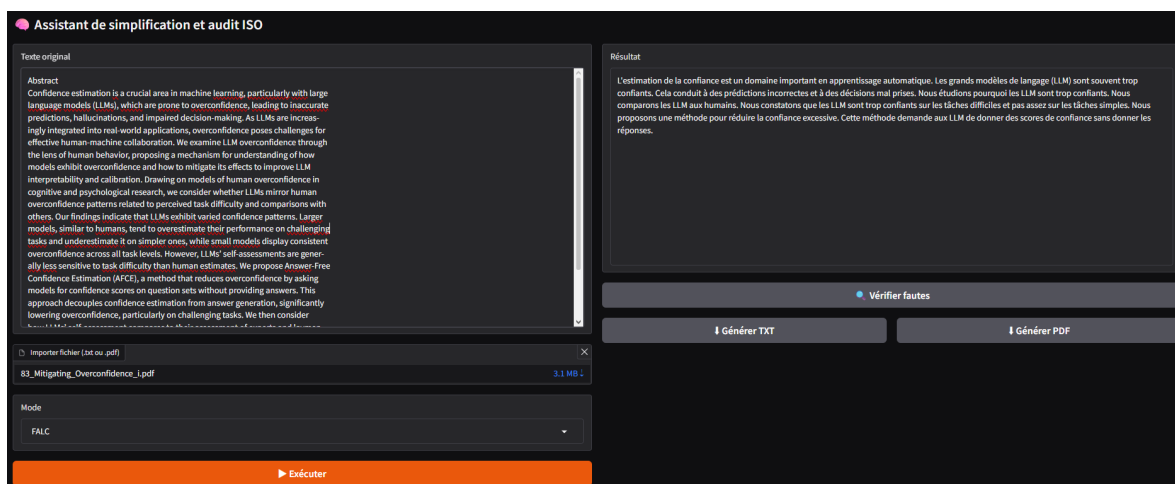 Assistant de simplification et audit ISO
Texte original
Abstract
Confidence estimation is a crucial area in machine learning, particularly with large
language models (LLMs), which are prone to overconfidence, leading to inaccurate
predictions, hallucinations, and impaired decision-making. As LLMs are increas-
ingly integrated into real-world applications, overconfidence poses challenges for
effective human-machine collaboration. We examine LLM overconfidence through
the lens of human behavior, proposing a mechanism for understanding of how
models exhibit overconfidence and how to mitigate its effects to improve LLM
interpretability and calibration. Drawing on models of human overconfidence in
cognitive and psychological research, we consider whether LLMs mirror human
overconfidence patterns related to perceived task difficulty and comparisons with
others. Our findings indicate that LLMs exhibit varied confidence patterns. Larger
models, similar to humans, tend to overestimate their performance on challenging
tasks and underestimate it on simpler ones, while small models display consistent
overconfidence across all task levels. However, LLMs' self-assessments are gener-
ally less sensitive to task difficulty than human estimates. We propose Answer-Free
Confidence Estimation (AFCE), a method that reduces overconfidence by asking
models for confidence scores on question sets without providing answers. This
approach decouples confidence estimation from answer generation, significantly
lowering overconfidence, particularly on challenging tasks. We then consider
Importer fichier (.txt ou .pdf)
83_Mitigating_Overconfidence_i.pdf 3.1 MB ↓
Mode
FALC
Exécuter
Résultat
L'estimation de la confiance est un domaine important en apprentissage automatique. Les grands modèles de langage (LLM) sont souvent trop
confiants. Cela conduit à des prédictions incorrectes et à des décisions mal prises. Nous étudions pourquoi les LLM sont trop confiants. Nous
comparons les LLM aux humains. Nous constatons que les LLM sont trop confiants sur les tâches difficiles et pas assez sur les tâches simples. Nous
proposons une méthode pour réduire la confiance excessive. Cette méthode demande aux LLM de donner des scores de confiance sans donner les
réponses.
Vérifier fautes
Générer TXT
Générer PDF